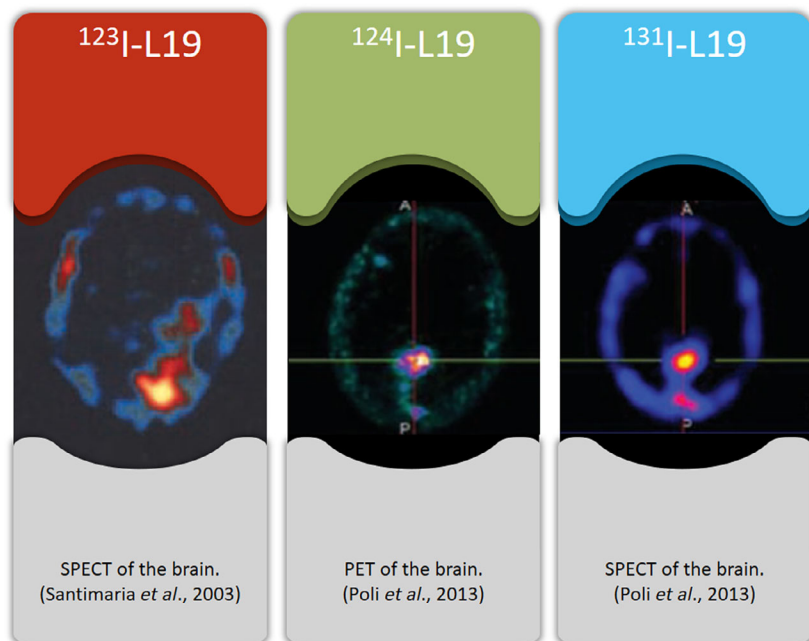 ¹²³I-L19
¹²⁴I-L19
¹³¹I-L19
A
A
P
P
SPECT of the brain.
(Santimaria et al., 2003)
PET of the brain.
(Poli et al., 2013)
SPECT of the brain.
(Poli et al., 2013)